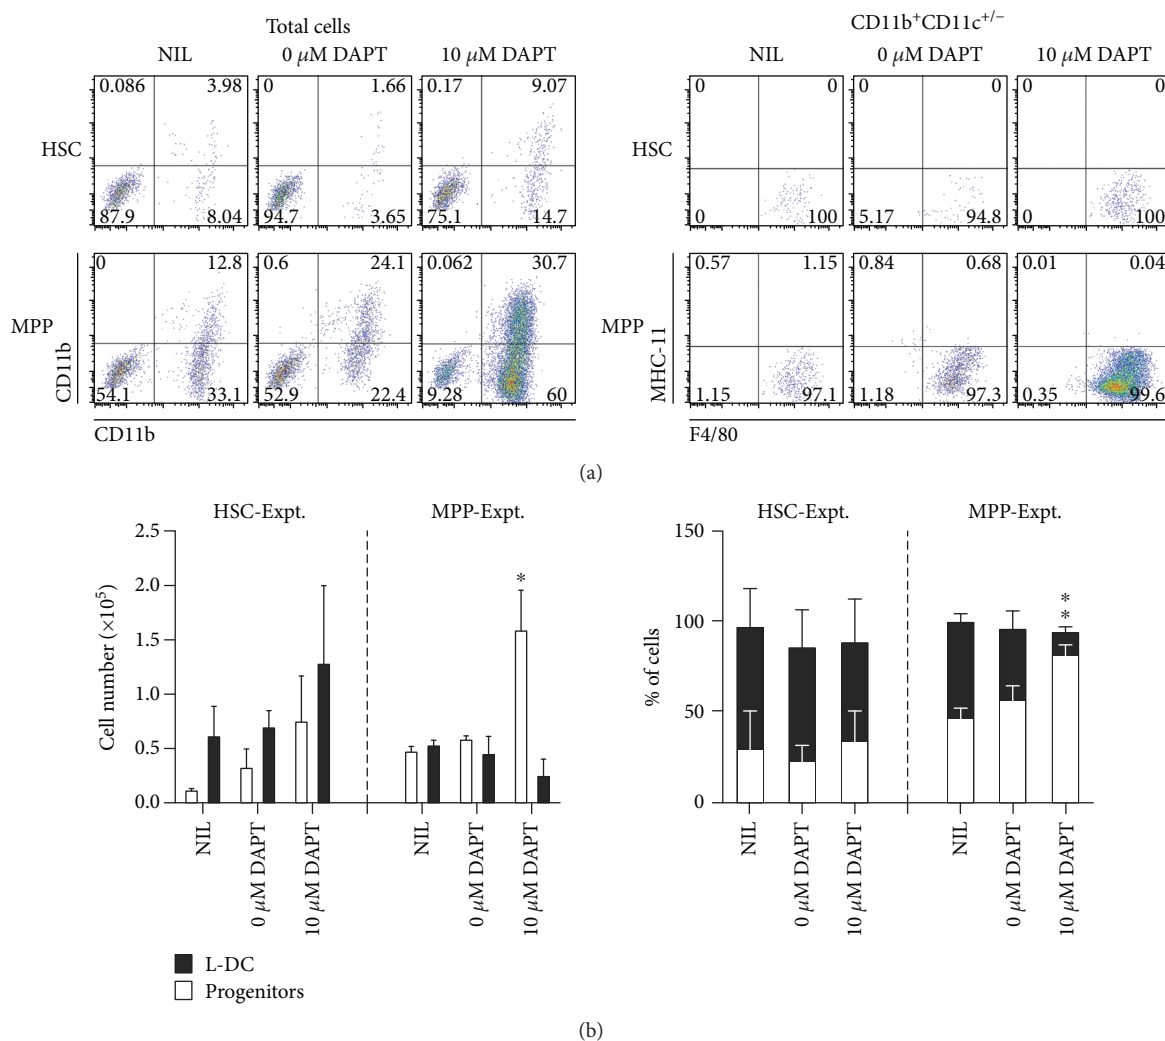 Total cells
CD11b+CD11c+/−
NIL
0 μM DAPT
10 μM DAPT
NIL
0 μM DAPT
10 μM DAPT
HSC
0.086 3.98
0 1.66
0.17 9.07
87.9 8.04
94.7 3.65
75.1 14.7
HSC
0 0
0 0
0 0
0 100
5.17 94.8
0 100
MPP
CD11b
0 12.8
0.6 24.1
0.062 30.7
54.1 33.1
52.9 22.4
9.28 60
CD11b
MPP
MHC-11
0.57 1.15
0.84 0.68
0.01 0.04
1.15 97.1
1.18 97.3
0.35 99.6
F4/80
(a)
HSC-Expt.
MPP-Expt.
Cell number (×10⁵)
2.5
2.0
1.5
1.0
0.5
0.0
*
NIL
0 μM DAPT
10 μM DAPT
NIL
0 μM DAPT
10 μM DAPT
L-DC
Progenitors
HSC-Expt.
MPP-Expt.
% of cells
150
100
50
0
*
*
NIL
0 μM DAPT
10 μM DAPT
NIL
0 μM DAPT
10 μM DAPT
(b)